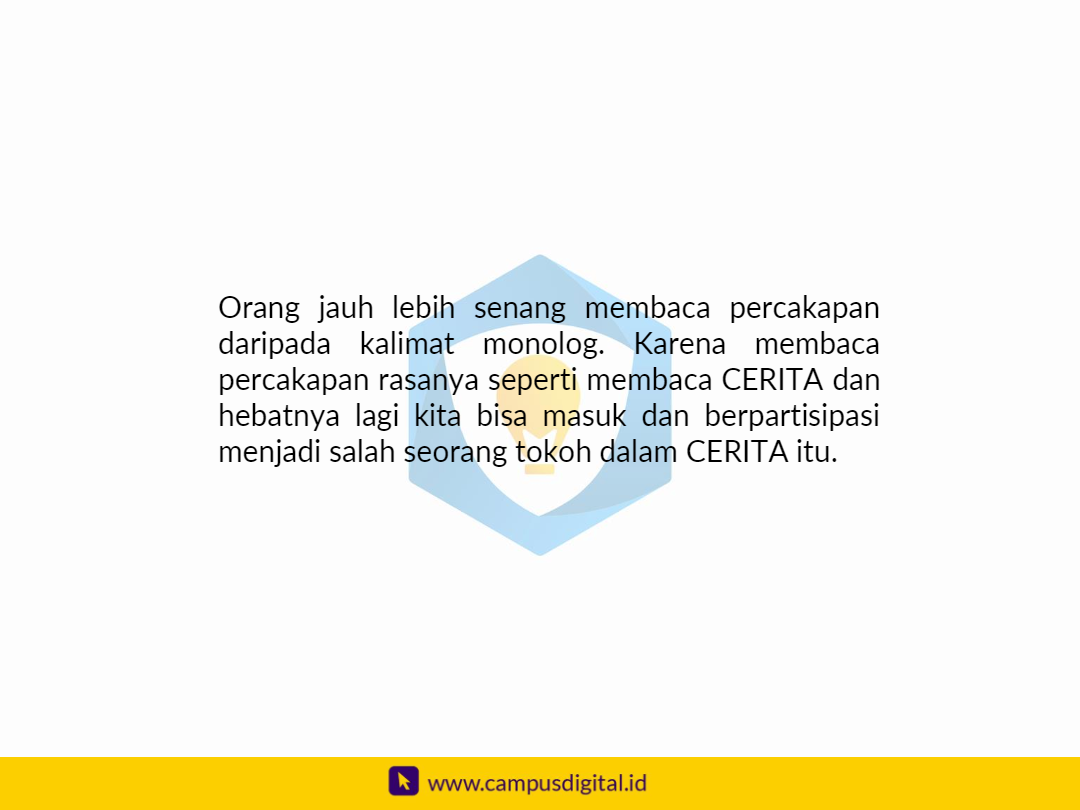 Orang jauh lebih senang membaca percakapan
daripada kalimat monolog. Karena membaca
percakapan rasanya seperti membaca CERITA dan
hebatnya lagi kita bisa masuk dan berpartisipasi
menjadi salah seorang tokoh dalam CERITA itu.
www.campusdigital.id